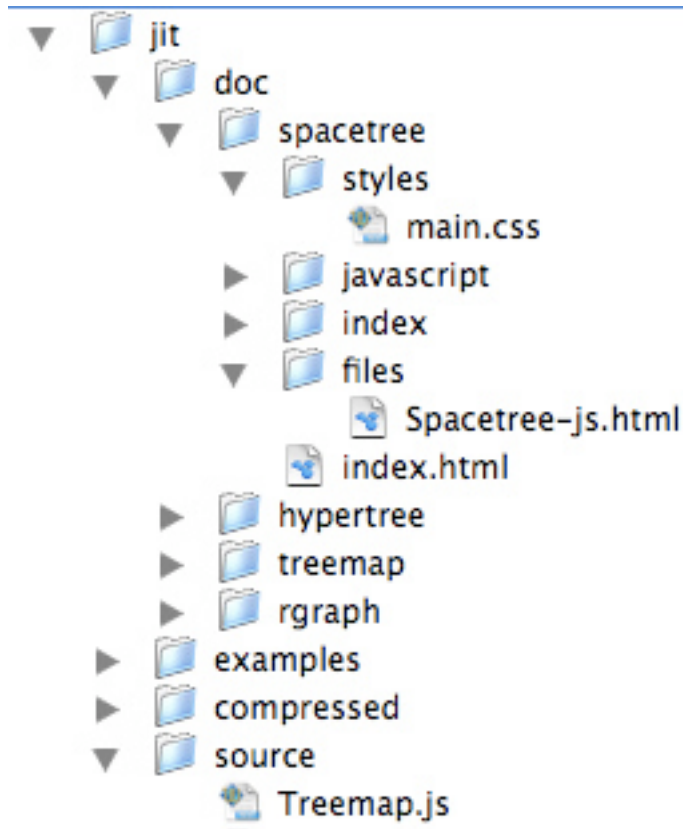 jit
doc
spacetree
styles
main.css
javascript
index
files
Spacetree-js.html
index.html
hypertree
treemap
rgraph
examples
compressed
source
Treemap.js